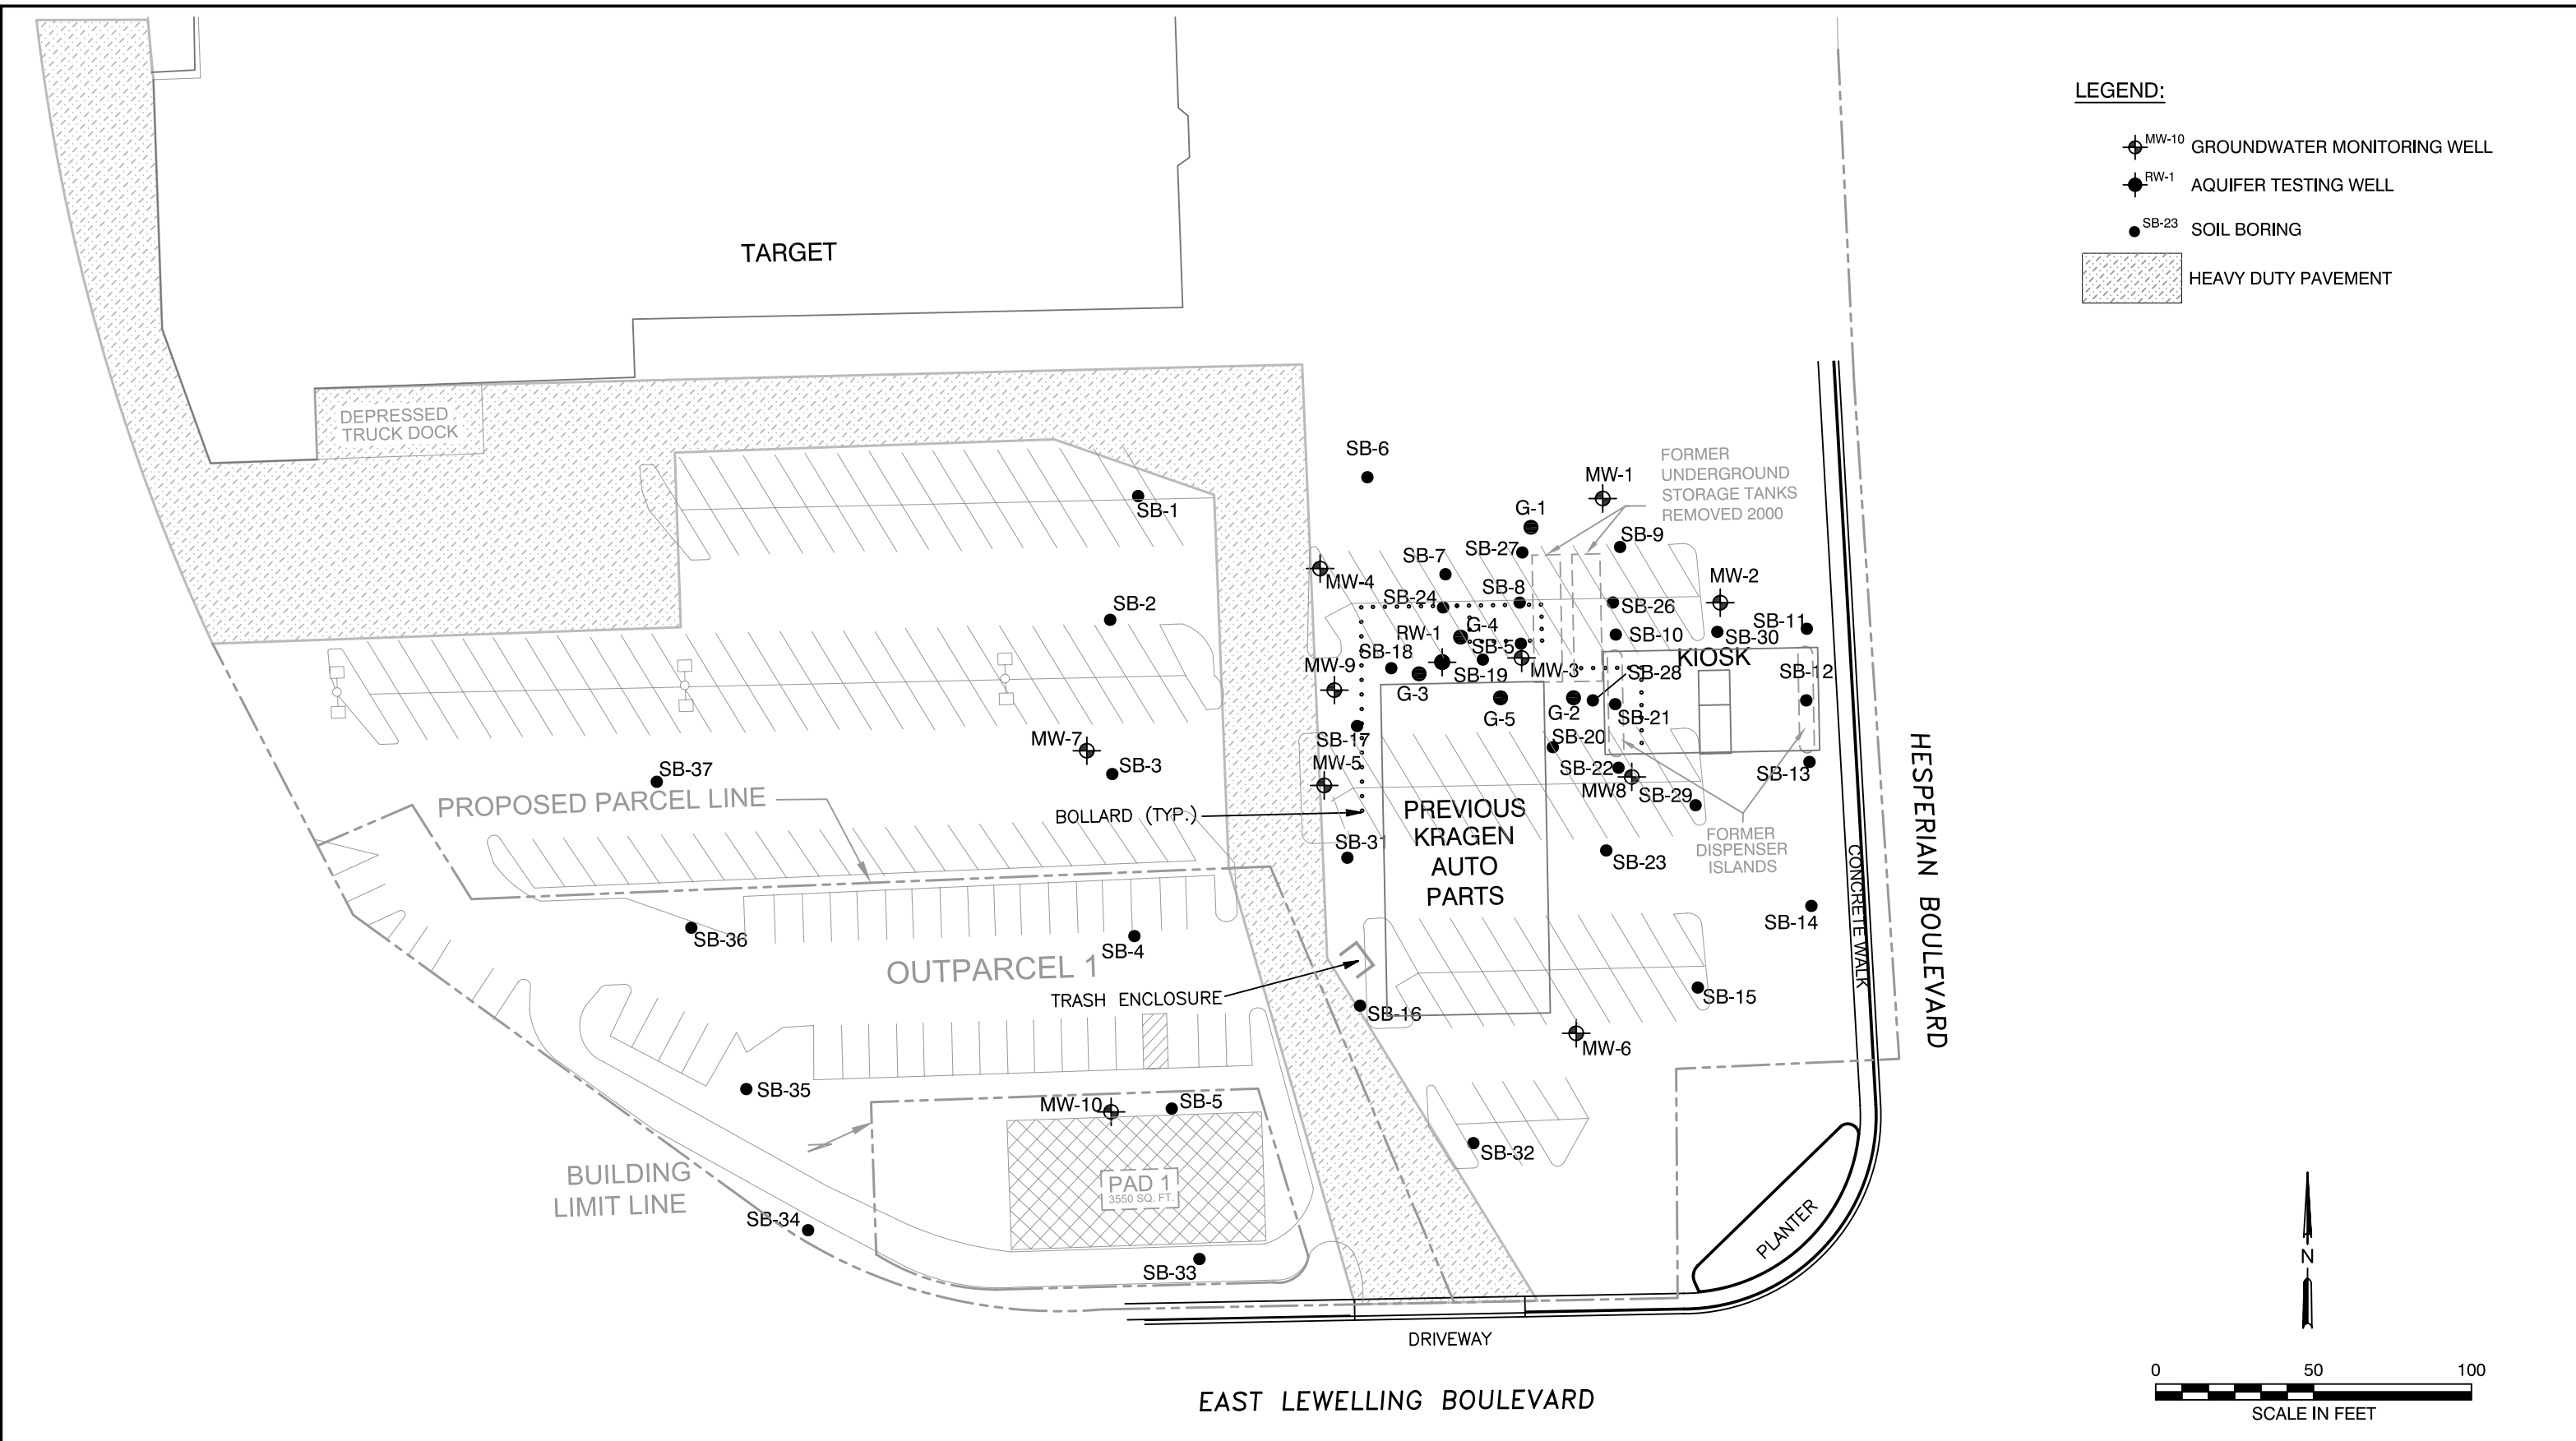 LEGEND:
MW-10 GROUNDWATER MONITORING WELL
RW-1 AQUIFER TESTING WELL
SB-23 SOIL BORING
HEAVY DUTY PAVEMENT
TARGET
DEPRESSED
TRUCK DOCK
SB-6
MW-1
FORMER
UNDERGROUND
STORAGE TANKS
REMOVED 2000
SB-1
G-1
SB-9
SB-27
SB-7
MW-4
MW-2
SB-8
SB-24
SB-2
SB-26
SB-11
G-4
RW-1
SB-10
SB-30
SB-5
KIOSK
SB-18
MW-9
MW-3
SB-19
SB-28
SB-12
G-3
G-5
G-2
SB-21
MW-7
SB-17
SB-20
SB-3
MW-5
SB-22
SB-13
SB-37
MW8
SB-29
PROPOSED PARCEL LINE
BOLLARD (TYP.)
PREVIOUS
KRAGEN
AUTO
PARTS
FORMER
DISPENSER
ISLANDS
SB-31
SB-23
HESPERIAN BOULEVARD
CONCRETE WALK
SB-14
SB-36
SB-4
OUTPARCEL 1
TRASH ENCLOSURE
SB-16
SB-15
MW-6
SB-35
MW-10
SB-5
SB-32
BUILDING
LIMIT LINE
PAD 1
3550 SQ. FT.
SB-34
SB-33
PLANTER
DRIVEWAY
EAST LEWELLING BOULEVARD
N
0 50 100
SCALE IN FEET